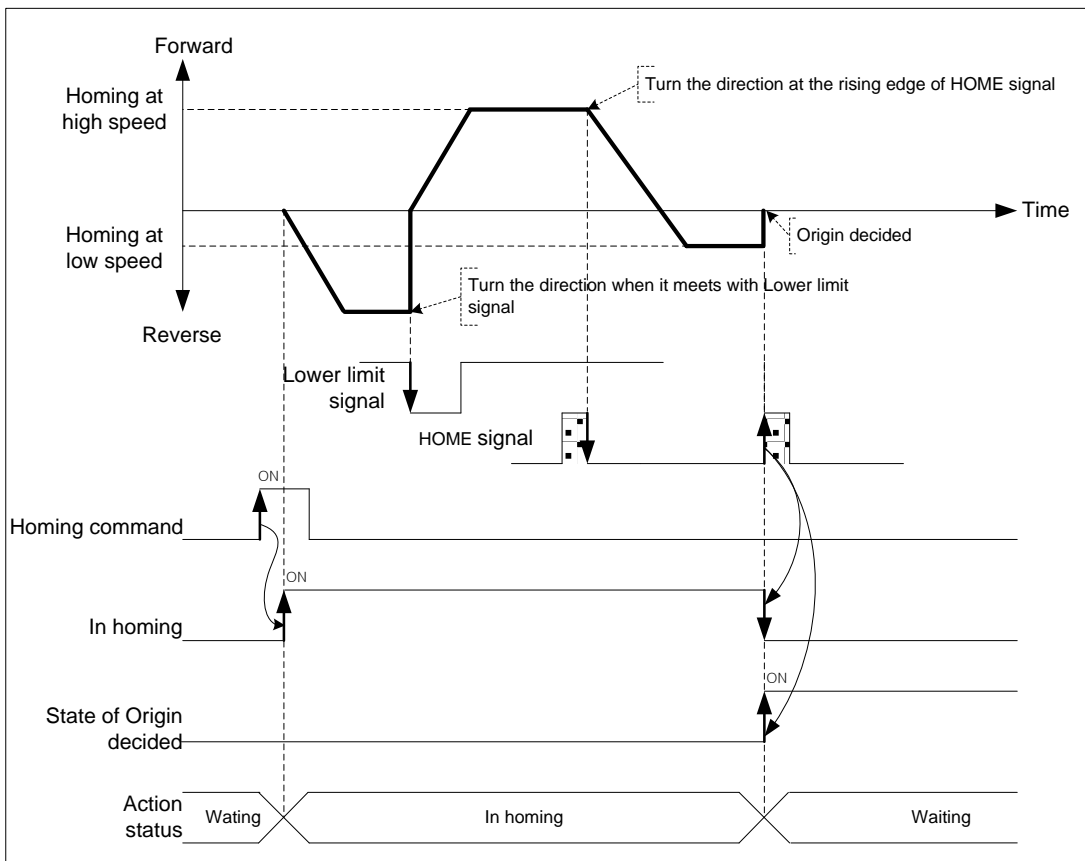 Forward
Homing at
high speed
Turn the direction at the rising edge of HOME signal
Time
Homing at
low speed
Origin decided
Turn the direction when it meets with Lower limit
signal
Reverse
Lower limit
signal
HOME signal
ON
Homing command
ON
In homing
ON
State of Origin
decided
Action
status
Wating
In homing
Waiting